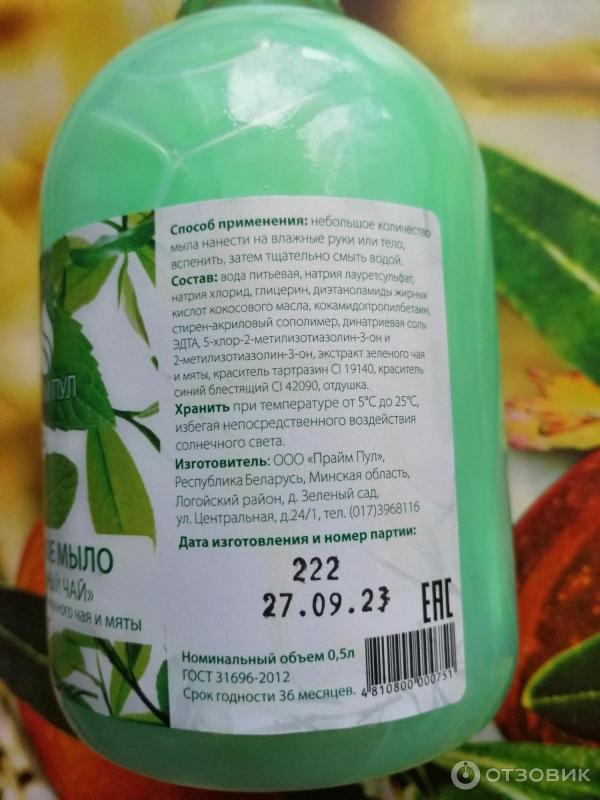 Способ применения: небольшое количество
мыла нанести на влажные руки или тело,
вспенить, затем тщательно смыть водой.
Состав: вода питьевая, натрия лауретсульфат,
натрия хлорид, глицерин, диэтаноламиды жирных
кислот кокосового масла, кокамидопропилбетаин,
стирен-акриловый сополимер, динатриевая соль
ЭДТА, 5-хлор-2-метилизотиазолин-3-он и
2-метилизотиазолин-3-он, экстракт зеленого чая
и мяты, краситель тартразин CI 19140, краситель
синий блестящий CI 42090, отдушка.
Хранить при температуре от 5°С до 25°С,
избегая непосредственного воздействия
солнечного света.
Изготовитель: ООО «Прайм Пул»,
Республика Беларусь, Минская область,
Логойский район, д. Зеленый сад,
ул. Центральная, д.24/1, тел. (017)3968116
Дата изготовления и номер партии:
222
27.09.23
EAC
Номинальный объем 0,5л
ГОСТ 31696-2012
Срок годности 36 месяцев.
4 810800 000751
ПУЛ
МЫЛО
ЧАЙ»
чая и мяты
ОТЗОВИК